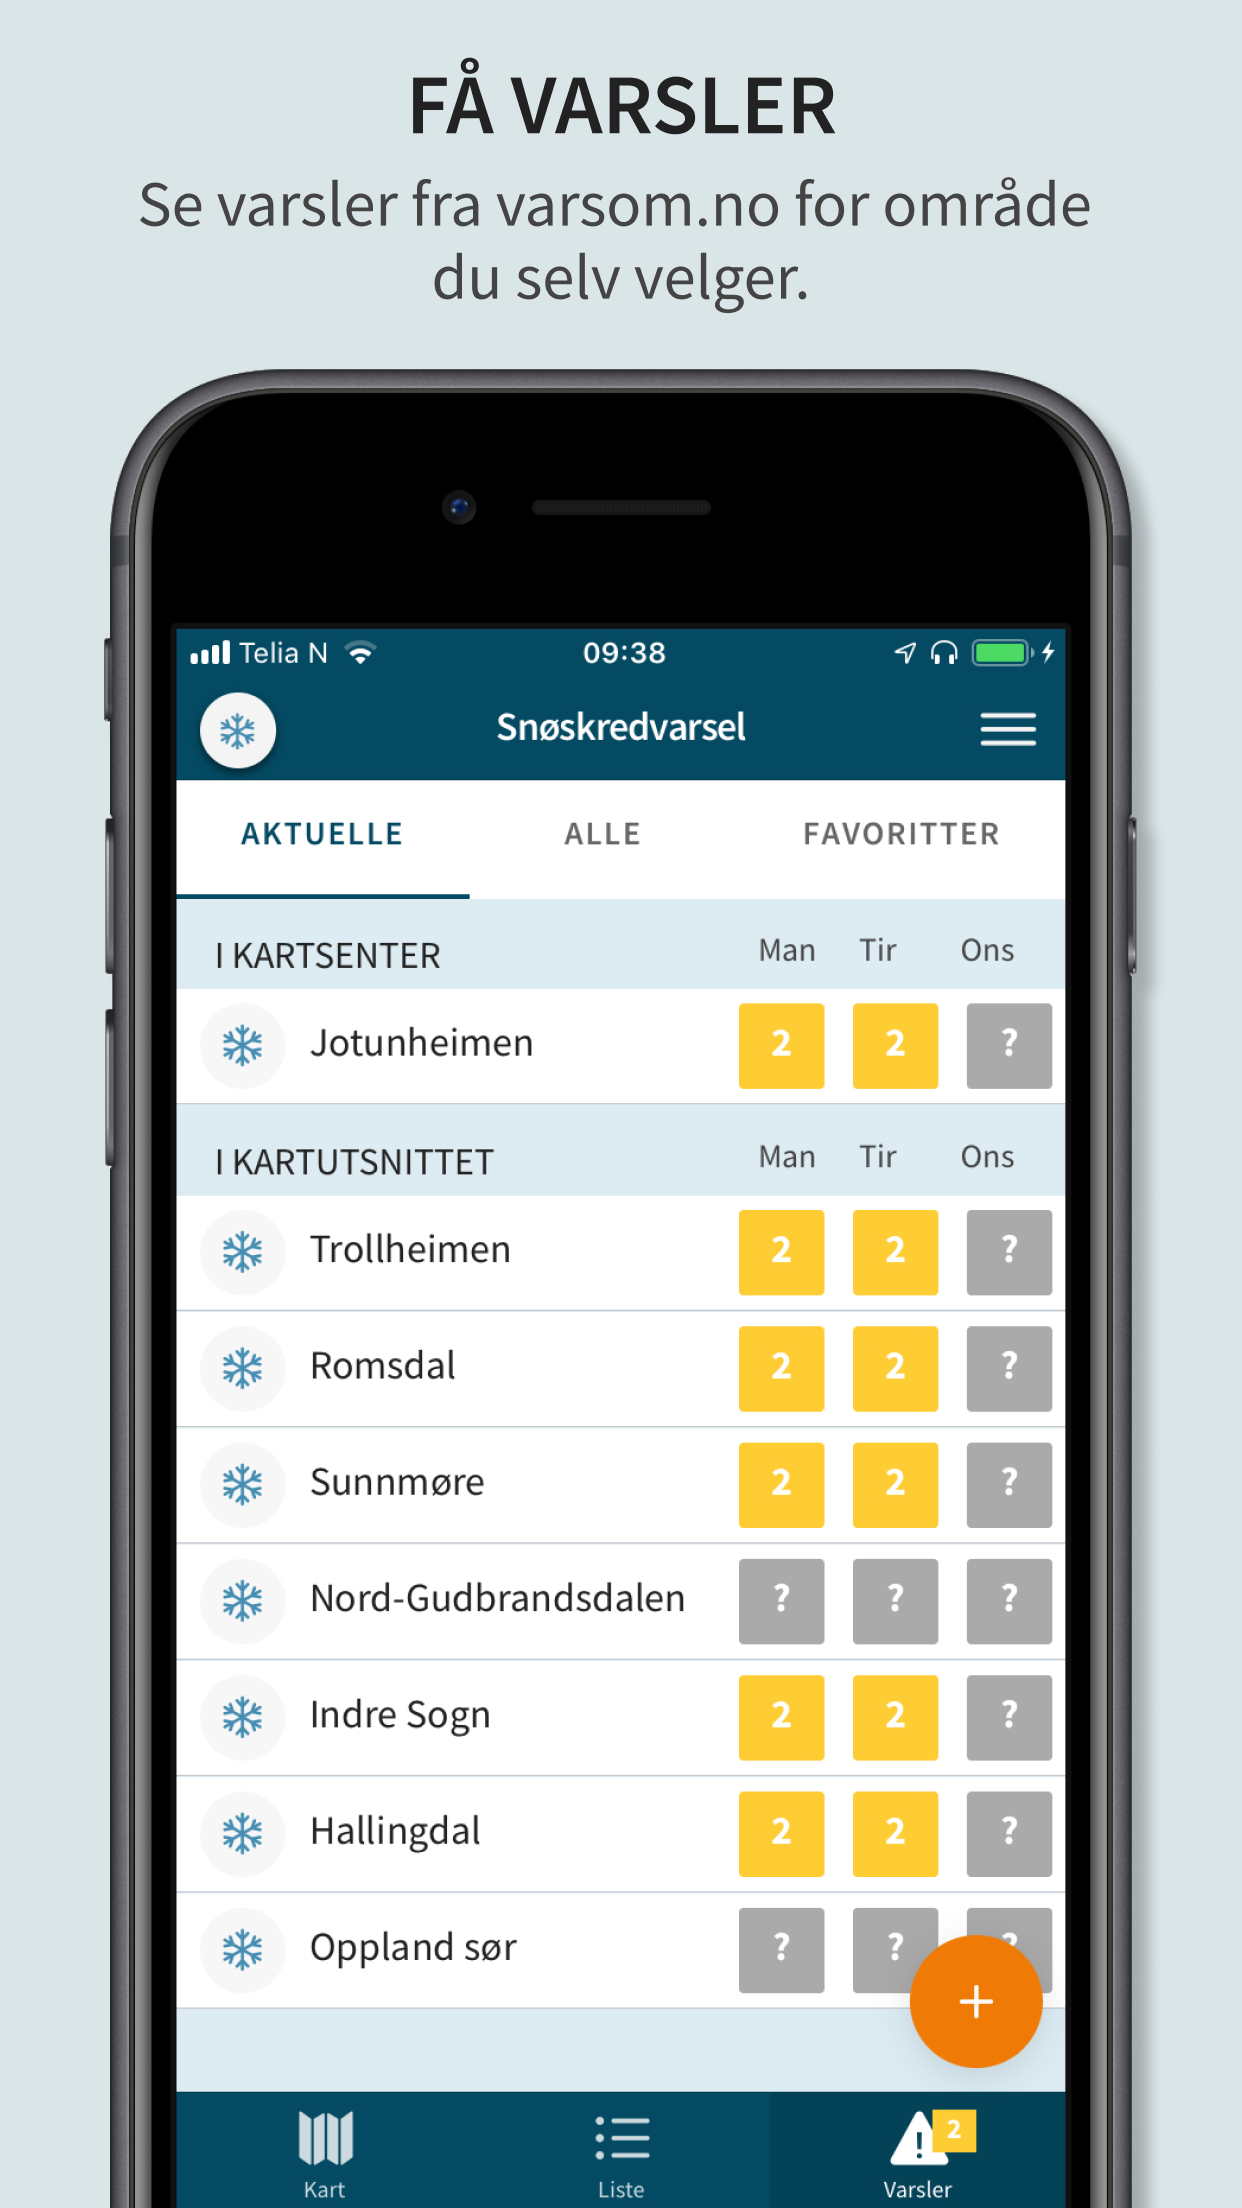 FÅ VARSLER
Se varsler fra varsom.no for område
du selv velger.
Telia N 09:38
Snøskredvarsel
AKTUELLE ALLE FAVORITTER
I KARTSENTER Man Tir Ons
Jotunheimen 2 2 ?
I KARTUTSNITTET Man Tir Ons
Trollheimen 2 2 ?
Romsdal 2 2 ?
Sunnmøre 2 2 ?
Nord-Gudbrandsdalen ? ? ?
Indre Sogn 2 2 ?
Hallingdal 2 2 ?
Oppland sør ? ? ?
+
2
Kart Liste Varsler